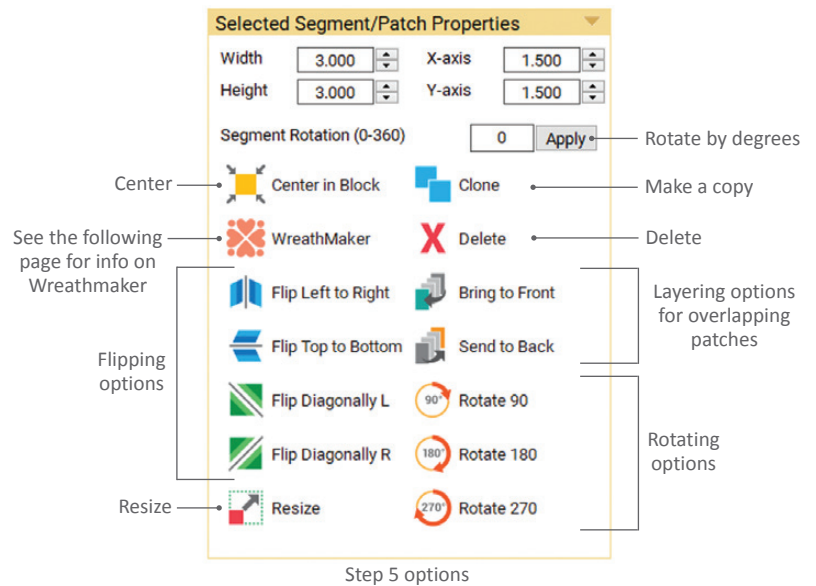 Selected Segment/Patch Properties
Width 3.000 X-axis 1.500
Height 3.000 Y-axis 1.500
Segment Rotation (0-360) 0 Apply Rotate by degrees
Center Center in Block Clone Make a copy
See the following
page for info on
Wreathmaker
WreathMaker Delete Delete
Flip Left to Right Bring to Front
Layering options
for overlapping
patches
Flip Top to Bottom Send to Back
Flipping
options
Flip Diagonally L 90° Rotate 90
Flip Diagonally R 180° Rotate 180
Rotating
options
Resize Resize 270° Rotate 270
Step 5 options